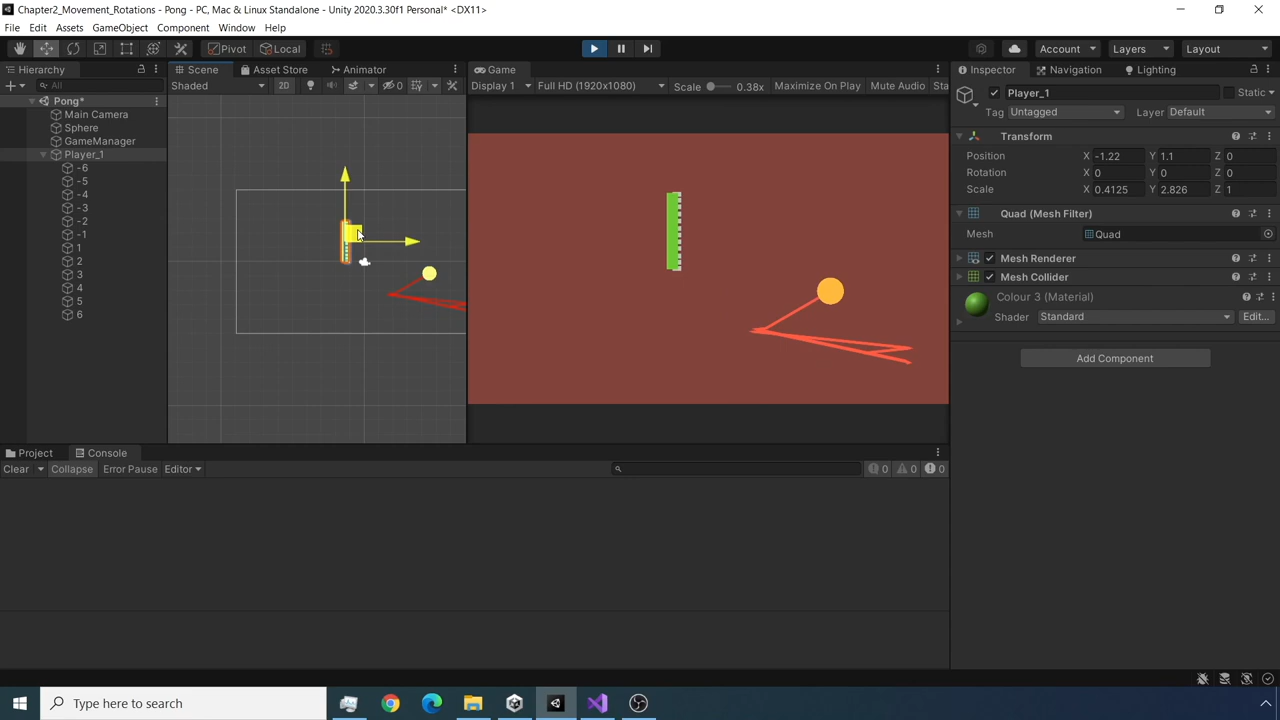 Chapter2_Movement_Rotations - Pong - PC, Mac & Linux Standalone - Unity 2020.3.30f1 Personal* <DX11>
File Edit Assets GameObject Component Window Help
Pivot Local Account Layers Layout
Hierarchy Scene Asset Store Animator Game Inspector Navigation Lighting
All Shaded 2D 0 Display 1 Full HD (1920x1080) Scale 0.38x Maximize On Play Mute Audio Sta
Player_1 Static
Tag Untagged Layer Default
Pong*
Main Camera
Sphere
GameManager
Player_1
-6
-5
-4
-3
-2
-1
1
2
3
4
5
6
Transform
Position X -1.22 Y 1.1 Z 0
Rotation X 0 Y 0 Z 0
Scale X 0.4125 Y 2.826 Z 1
Quad (Mesh Filter)
Mesh Quad
Mesh Renderer
Mesh Collider
Colour 3 (Material)
Shader Standard Edit...
Add Component
Project Console
Clear Collapse Error Pause Editor 0 0 0
Type here to search